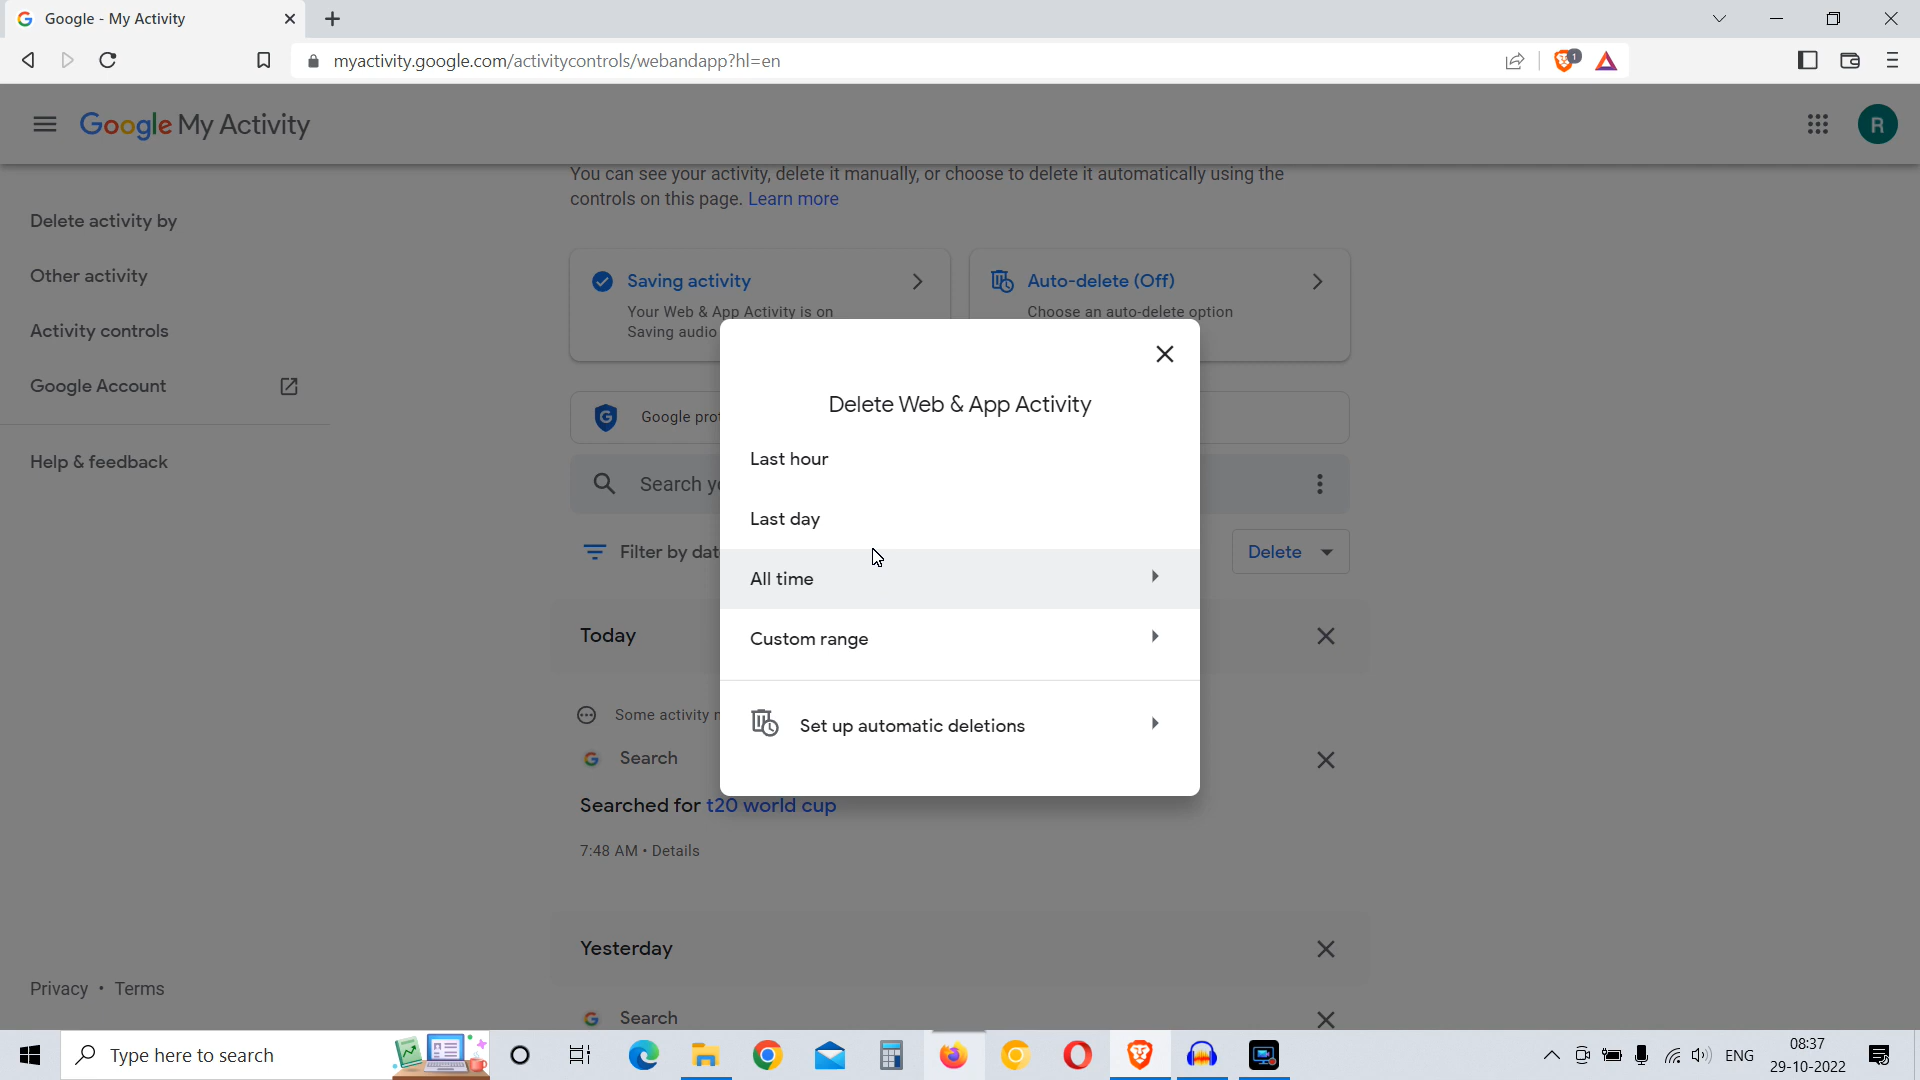 Google - My Activity
myactivity.google.com/activitycontrols/webandapp?hl=en
1
Google My Activity
R
You can see your activity, delete it manually, or choose to delete it automatically using the
controls on this page. Learn more
Delete activity by
Other activity
Activity controls
Google Account
Help & feedback
Saving activity
Your Web & App Activity is on
Saving audio
Auto-delete (Off)
Choose an auto-delete option
Google
Search
Filter by
Delete
Delete Web & App Activity
Last hour
Last day
All time
Custom range
Set up automatic deletions
Today
Some activity
Search
Searched for t20 world cup
7:48 AM • Details
Yesterday
Search
Privacy • Terms
Type here to search
ENG
08:37
29-10-2022